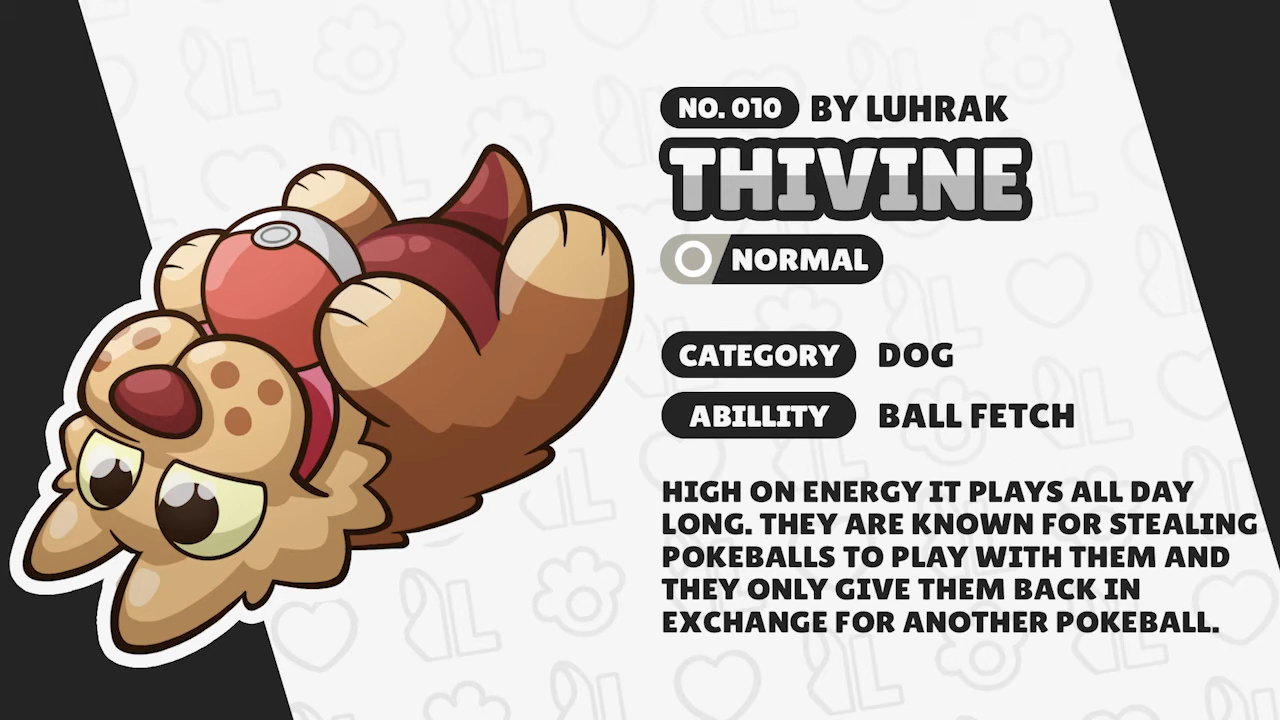 NO. 010 BY LUHRAK
THIVINE
NORMAL
CATEGORY DOG
ABILLITY BALL FETCH
HIGH ON ENERGY IT PLAYS ALL DAY
LONG. THEY ARE KNOWN FOR STEALING
POKEBALLS TO PLAY WITH THEM AND
THEY ONLY GIVE THEM BACK IN
EXCHANGE FOR ANOTHER POKEBALL.